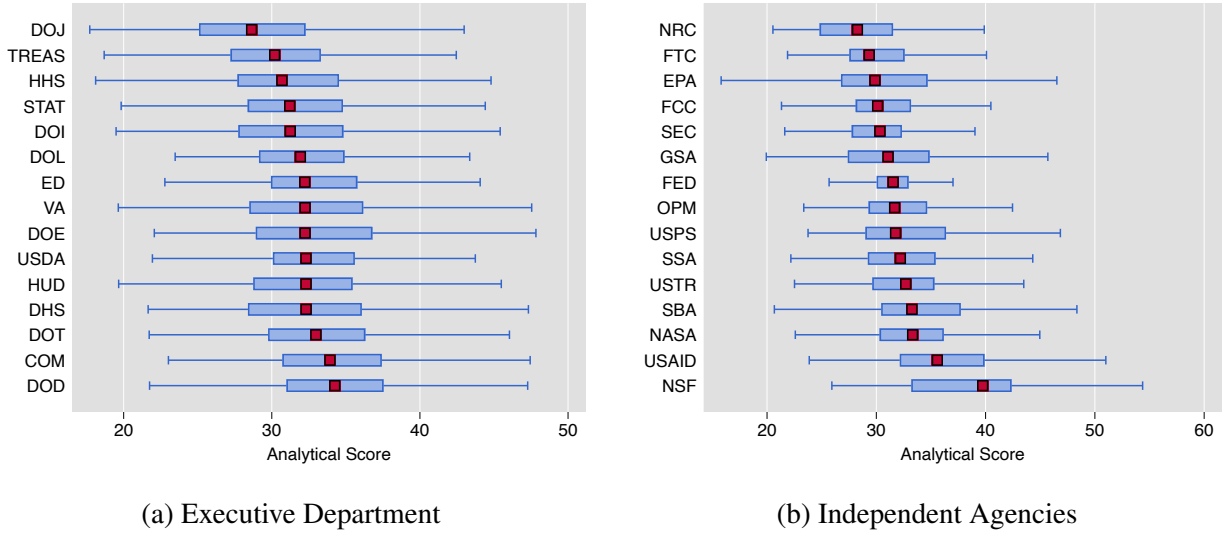 DOJ
TREAS
HHS
STAT
DOI
DOL
ED
VA
DOE
USDA
HUD
DHS
DOT
COM
DOD
20 30 40 50
Analytical Score
(a) Executive Department
NRC
FTC
EPA
FCC
SEC
GSA
FED
OPM
USPS
SSA
USTR
SBA
NASA
USAID
NSF
20 30 40 50 60
Analytical Score
(b) Independent Agencies